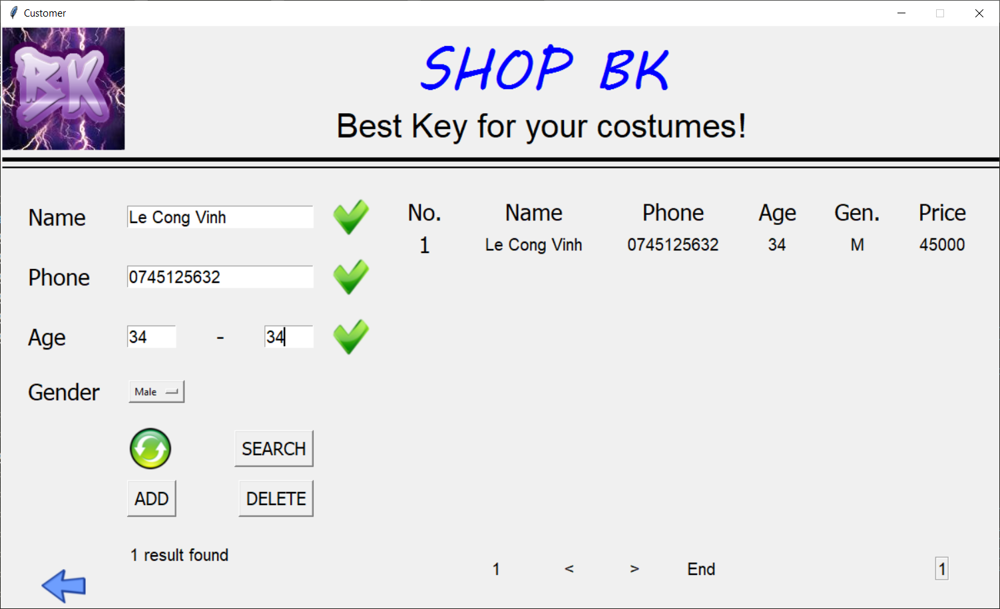 Customer
BK
SHOP BK
Best Key for your costumes!
Name Le Cong Vinh
Phone 0745125632
Age 34 - 34
Gender Male
SEARCH
ADD DELETE
1 result found
No. Name Phone Age Gen. Price
1 Le Cong Vinh 0745125632 34 M 45000
1 < > End 1